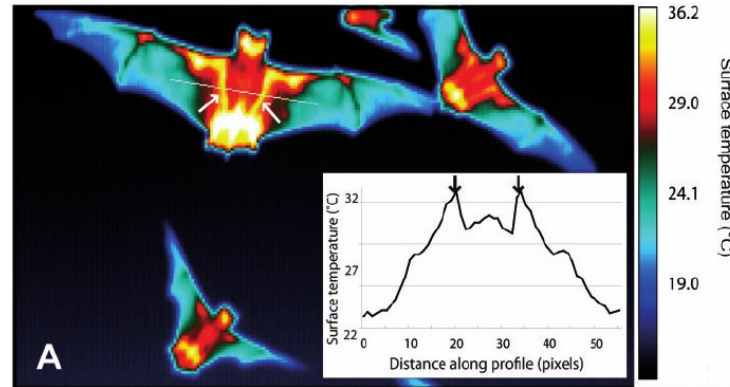 36.2
29.0
24.1
19.0
Surface temperature (°C)
A
Surface temperature (°C)
32
27
22
0 10 20 30 40 50
Distance along profile (pixels)